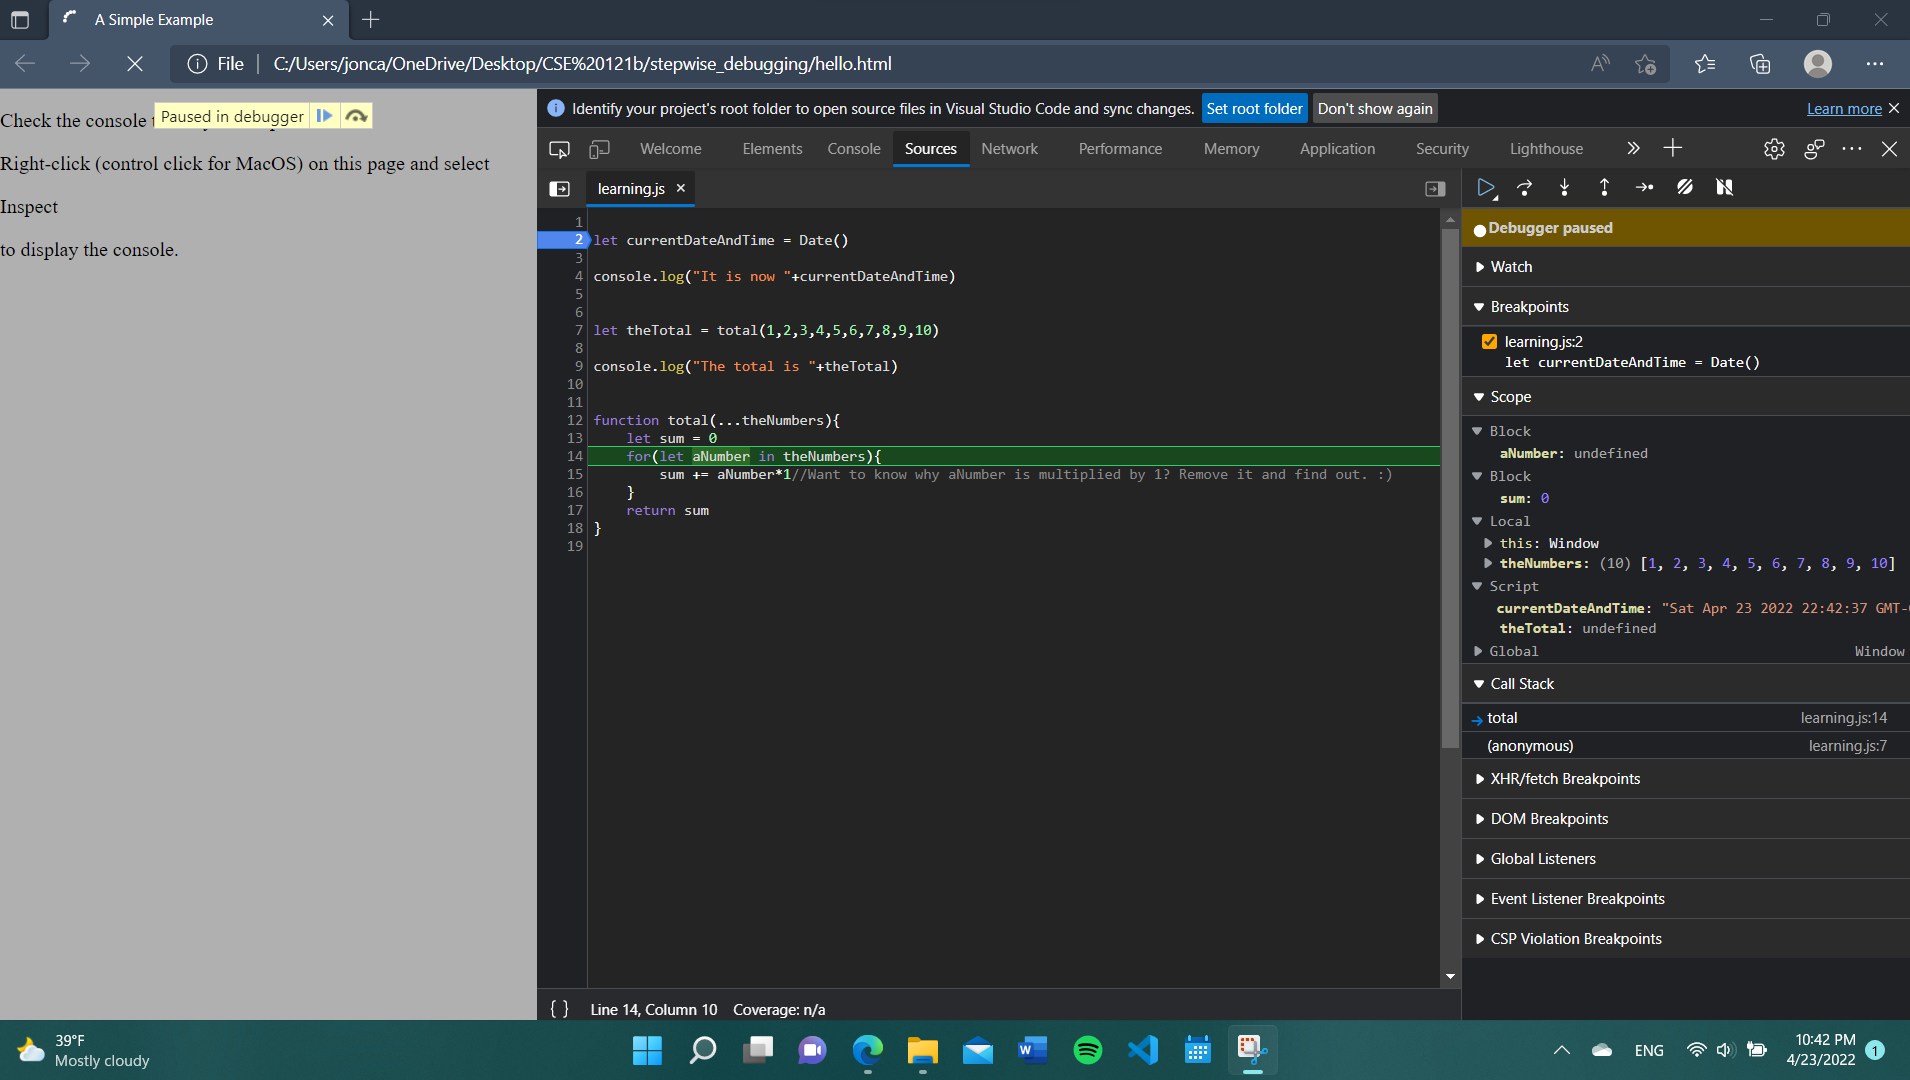 A Simple Example
File
C:/Users/jonca/OneDrive/Desktop/CSE%20121b/stepwise_debugging/hello.html
Check the console
Paused in debugger
Right-click (control click for MacOS) on this page and select
Inspect
to display the console.
Identify your project's root folder to open source files in Visual Studio Code and sync changes. Set root folder Don't show again Learn more
Welcome Elements Console Sources Network Performance Memory Application Security Lighthouse
learning.js
1
2 let currentDateAndTime = Date()
3
4 console.log("It is now "+currentDateAndTime)
5
6
7 let theTotal = total(1,2,3,4,5,6,7,8,9,10)
8
9 console.log("The total is "+theTotal)
10
11
12 function total(...theNumbers){
13 let sum = 0
14 for(let aNumber in theNumbers){
15 sum += aNumber*1//Want to know why aNumber is multiplied by 1? Remove it and find out. :)
16 }
17 return sum
18 }
19
{ } Line 14, Column 10 Coverage: n/a
Debugger paused
Watch
Breakpoints
learning.js:2
let currentDateAndTime = Date()
Scope
Block
aNumber: undefined
Block
sum: 0
Local
this: Window
theNumbers: (10) [1, 2, 3, 4, 5, 6, 7, 8, 9, 10]
Script
currentDateAndTime: "Sat Apr 23 2022 22:42:37 GMT-
theTotal: undefined
Global Window
Call Stack
total learning.js:14
(anonymous) learning.js:7
XHR/fetch Breakpoints
DOM Breakpoints
Global Listeners
Event Listener Breakpoints
CSP Violation Breakpoints
39°F
Mostly cloudy
ENG
10:42 PM
4/23/2022
1